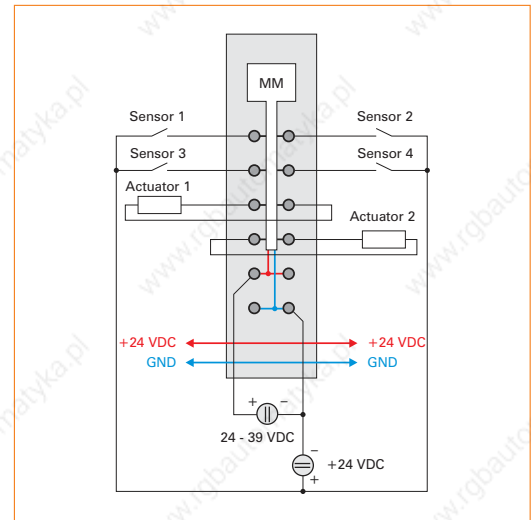 MM
Sensor 1 Sensor 2
Sensor 3 Sensor 4
Actuator 1
Actuator 2
+24 VDC +24 VDC
GND GND
+ −
24 - 39 VDC
−
+24 VDC
+
www.rgbautomatyka.pl